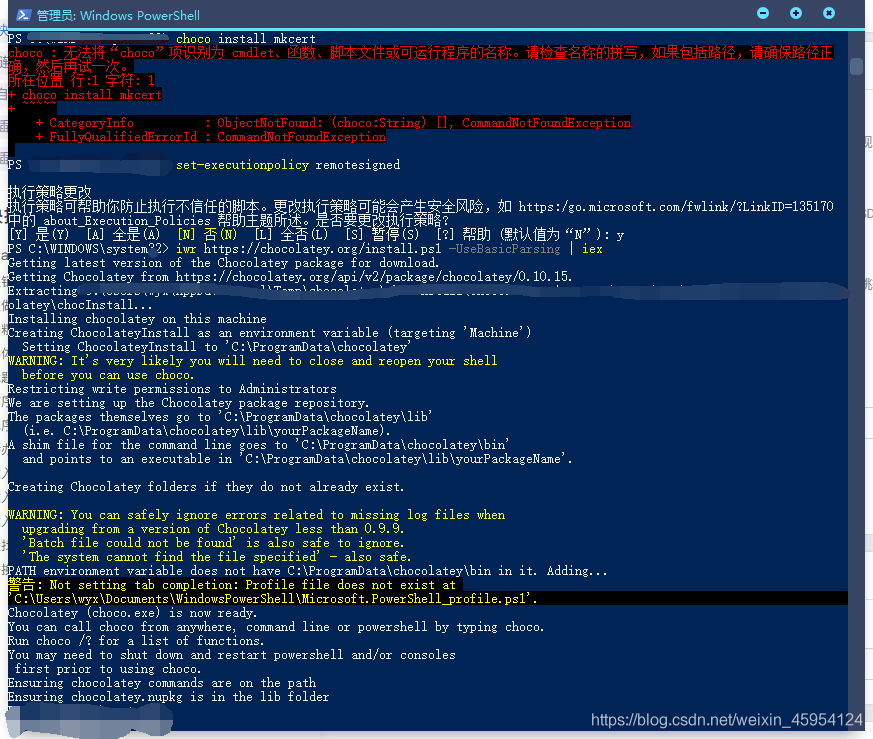 管理员: Windows PowerShell
PS choco install mkcert
choco : 无法将“choco”项识别为 cmdlet、函数、脚本文件或可运行程序的名称。请检查名称的拼写，如果包括路径，请确保路径正
确，然后再试一次。
所在位置 行:1 字符: 1
+ choco install mkcert
+ ~~~~~
+ CategoryInfo : ObjectNotFound: (choco:String) [], CommandNotFoundException
+ FullyQualifiedErrorId : CommandNotFoundException
PS set-executionpolicy remotesigned
执行策略更改
执行策略可帮助你防止执行不信任的脚本。更改执行策略可能会产生安全风险，如 https:/go.microsoft.com/fwlink/?LinkID=135170
中的 about_Execution_Policies 帮助主题所述。是否要更改执行策略?
[Y] 是(Y) [A] 全是(A) [N] 否(N) [L] 全否(L) [S] 暂停(S) [?] 帮助 (默认值为“N”): y
PS C:\WINDOWS\system32> iwr https://chocolatey.org/install.ps1 -UseBasicParsing | iex
Getting latest version of the Chocolatey package for download.
Getting Chocolatey from https://chocolatey.org/api/v2/package/chocolatey/0.10.15.
Extracting
olatey\chocInstall...
Installing chocolatey on this machine
Creating ChocolateyInstall as an environment variable (targeting 'Machine')
Setting ChocolateyInstall to 'C:\ProgramData\chocolatey'
WARNING: It's very likely you will need to close and reopen your shell
before you can use choco.
Restricting write permissions to Administrators
We are setting up the Chocolatey package repository.
The packages themselves go to 'C:\ProgramData\chocolatey\lib'
(i.e. C:\ProgramData\chocolatey\lib\yourPackageName).
A shim file for the command line goes to 'C:\ProgramData\chocolatey\bin'
and points to an executable in 'C:\ProgramData\chocolatey\lib\yourPackageName'.
Creating Chocolatey folders if they do not already exist.
WARNING: You can safely ignore errors related to missing log files when
upgrading from a version of Chocolatey less than 0.9.9.
'Batch file could not be found' is also safe to ignore.
'The system cannot find the file specified' - also safe.
PATH environment variable does not have C:\ProgramData\chocolatey\bin in it. Adding...
警告: Not setting tab completion: Profile file does not exist at
'C:\Users\wyx\Documents\WindowsPowerShell\Microsoft.PowerShell_profile.ps1'.
Chocolatey (choco.exe) is now ready.
You can call choco from anywhere, command line or powershell by typing choco.
Run choco /? for a list of functions.
You may need to shut down and restart powershell and/or consoles
first prior to using choco.
Ensuring chocolatey commands are on the path
Ensuring chocolatey.nupkg is in the lib folder
https://blog.csdn.net/weixin_45954124